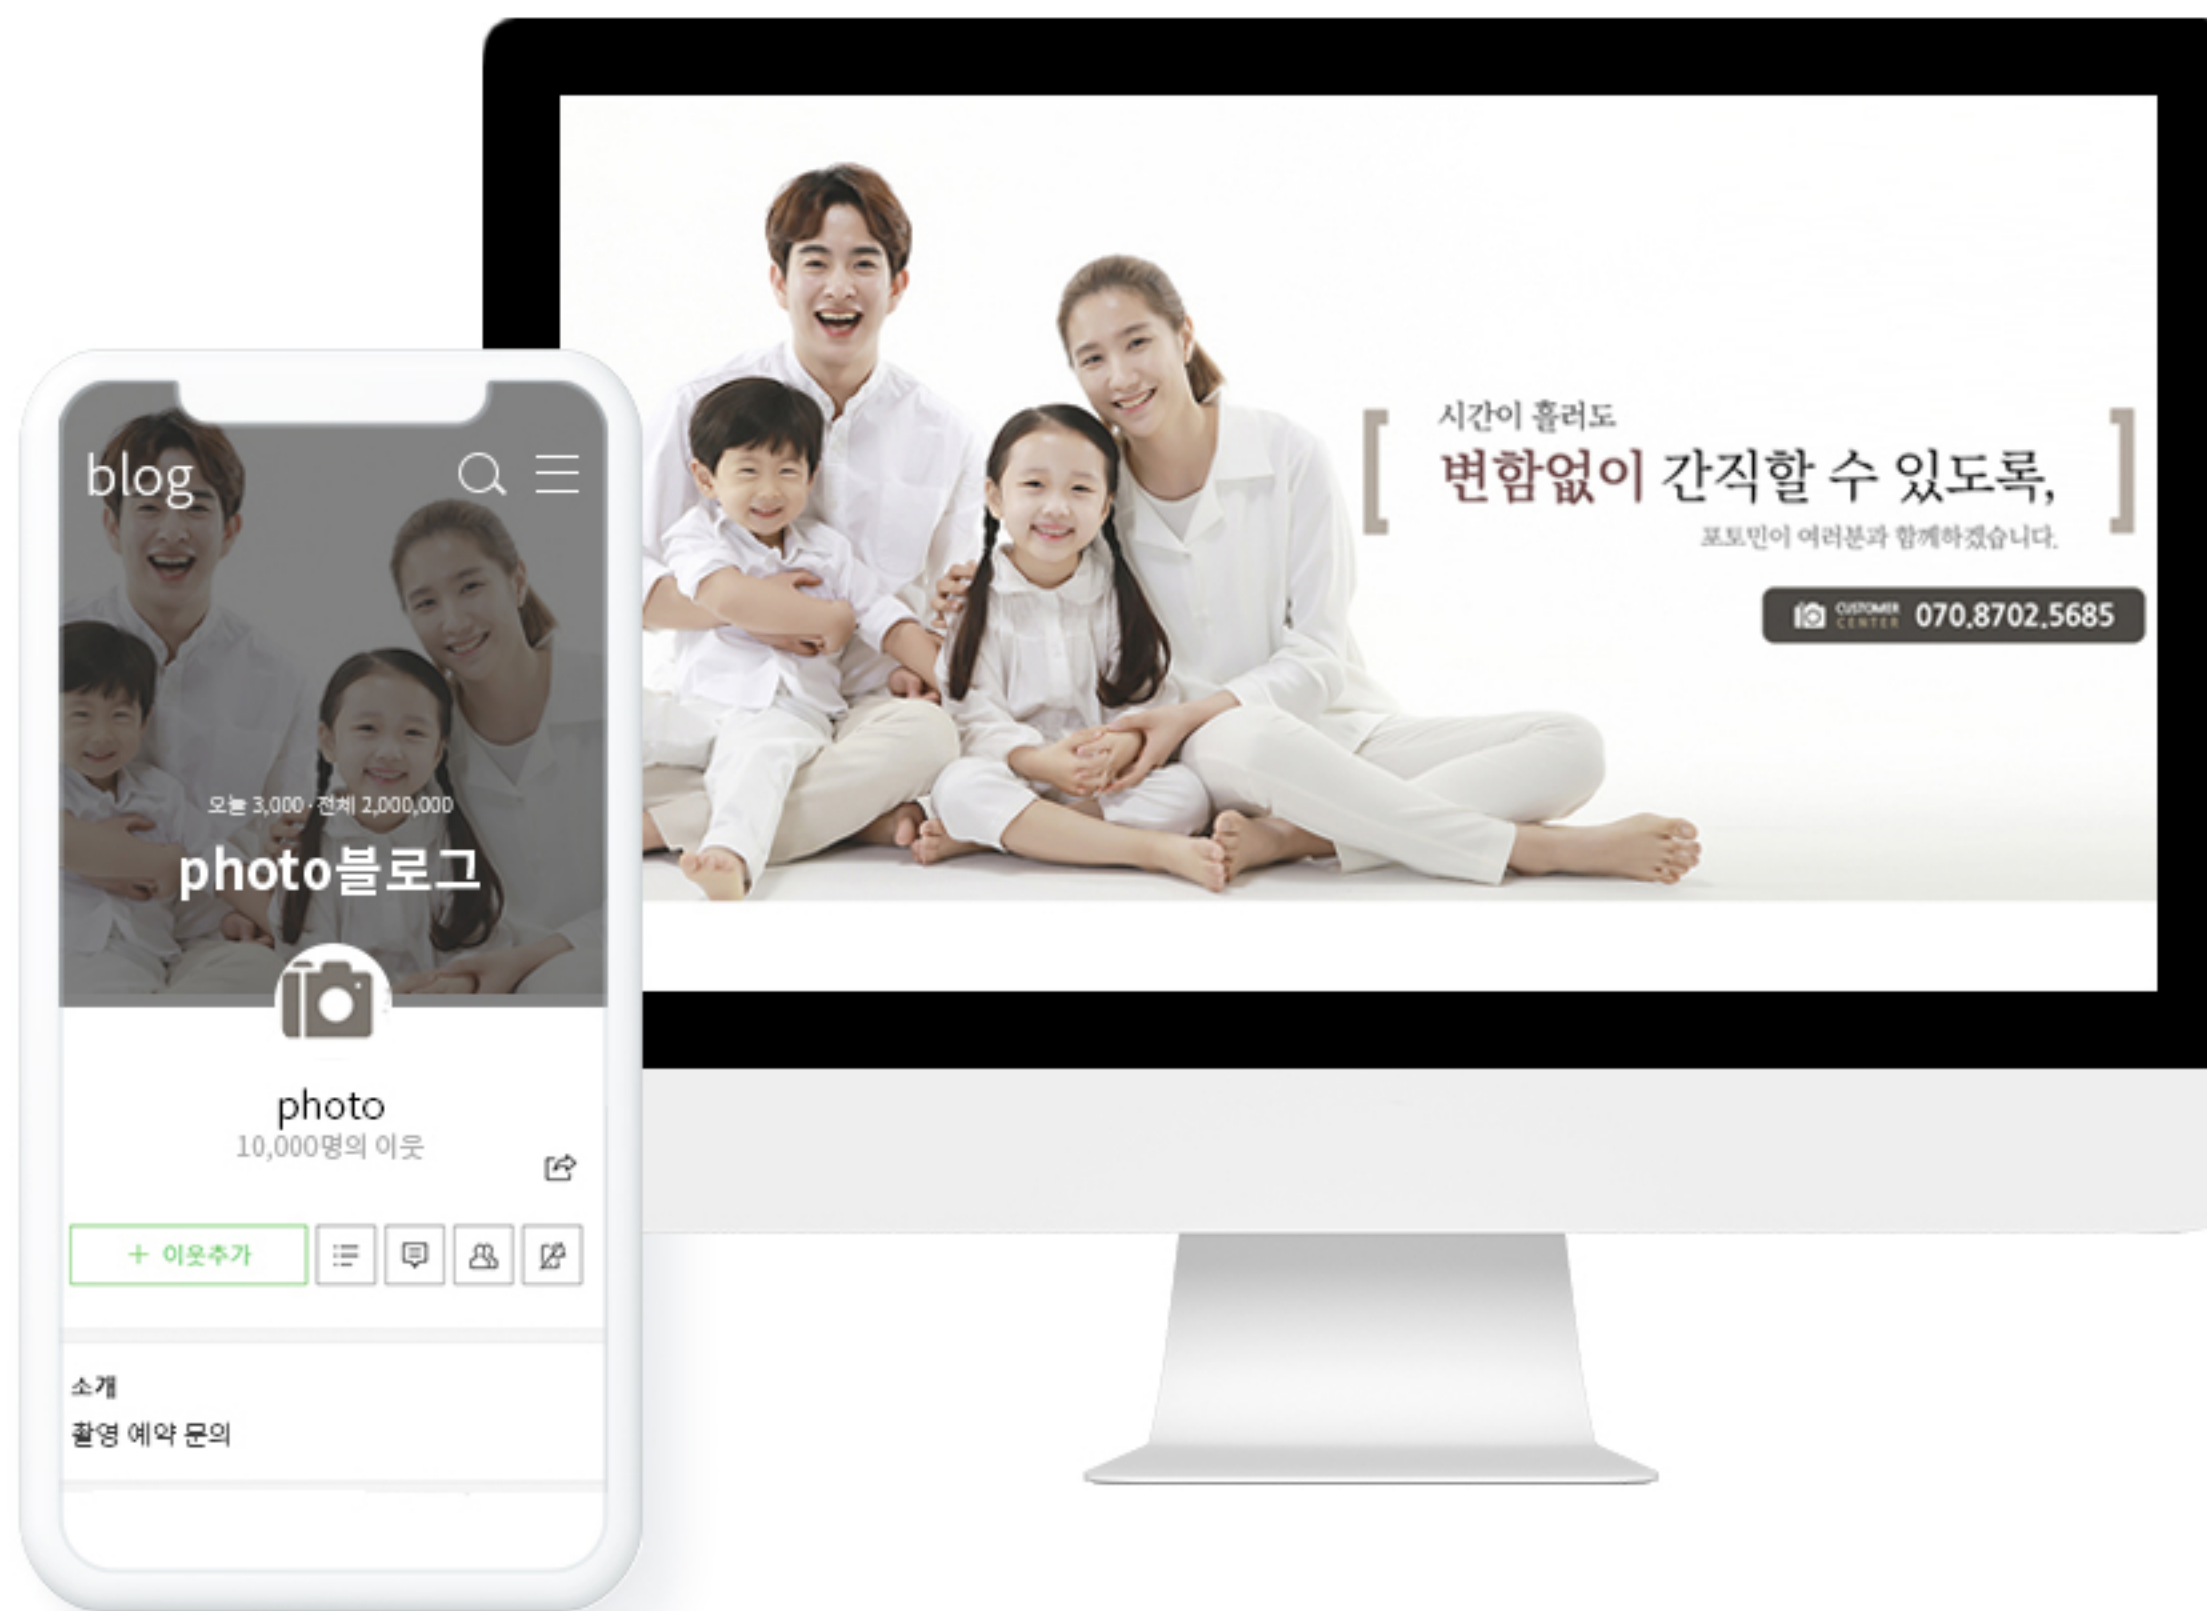 blog
오늘 3,000 · 전체 2,000,000
photo블로그
photo
10,000명의 이웃
+ 이웃추가
소개
촬영 예약 문의
[ 시간이 흘러도
변함없이 간직할 수 있도록,
포토민이 여러분과 함께하겠습니다. ]
CUSTOMER
CENTER 070.8702.5685